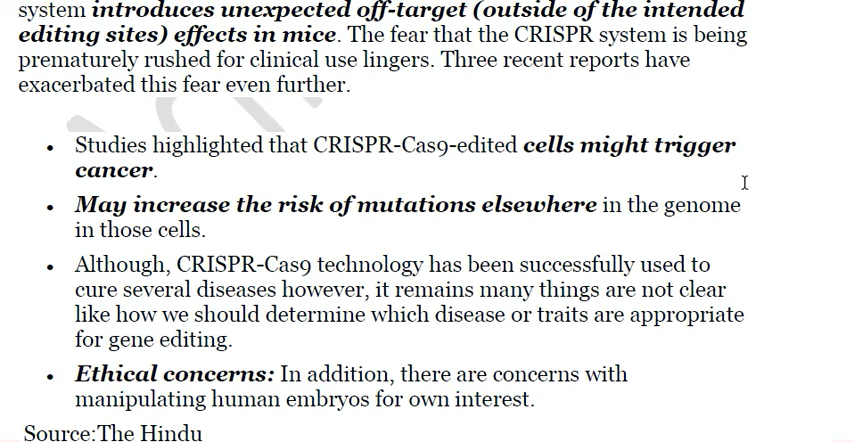 system introduces unexpected off-target (outside of the intended
editing sites) effects in mice. The fear that the CRISPR system is being
prematurely rushed for clinical use lingers. Three recent reports have
exacerbated this fear even further.
• Studies highlighted that CRISPR-Cas9-edited cells might trigger
cancer.
• May increase the risk of mutations elsewhere in the genome
in those cells.
• Although, CRISPR-Cas9 technology has been successfully used to
cure several diseases however, it remains many things are not clear
like how we should determine which disease or traits are appropriate
for gene editing.
• Ethical concerns: In addition, there are concerns with
manipulating human embryos for own interest.
Source:The Hindu